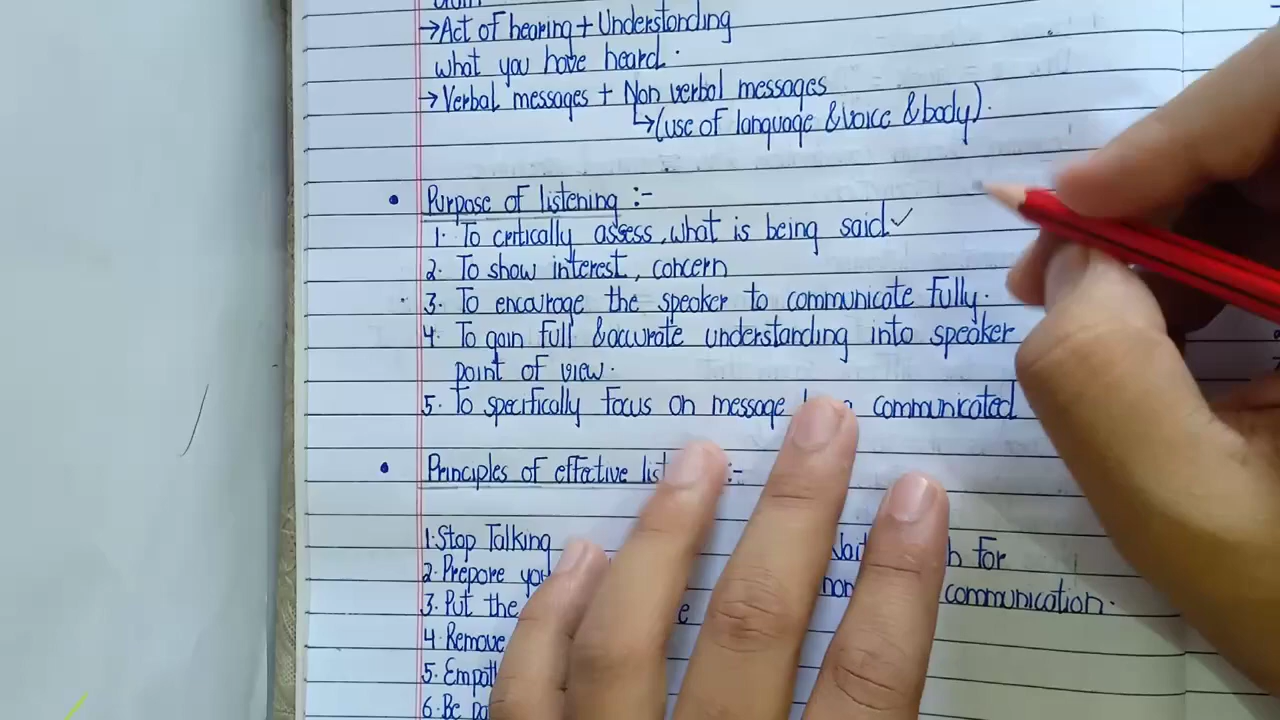 →Act of hearing + Understanding
what you have heard.
→Verbal messages + Non verbal messages
↳(use of language & voice & body).
• Purpose of listening :-
1. To critically assess, what is being said ✓
2. To show interest, concern
3. To encourage the speaker to communicate fully.
4. To gain full & accurate understanding into speaker
point of view.
5. To specifically focus on message communicated
• Principles of effective :-
1. Stop Talking for
2. Prepare communication.
3. Put the
4. Remove
5.
6. Be